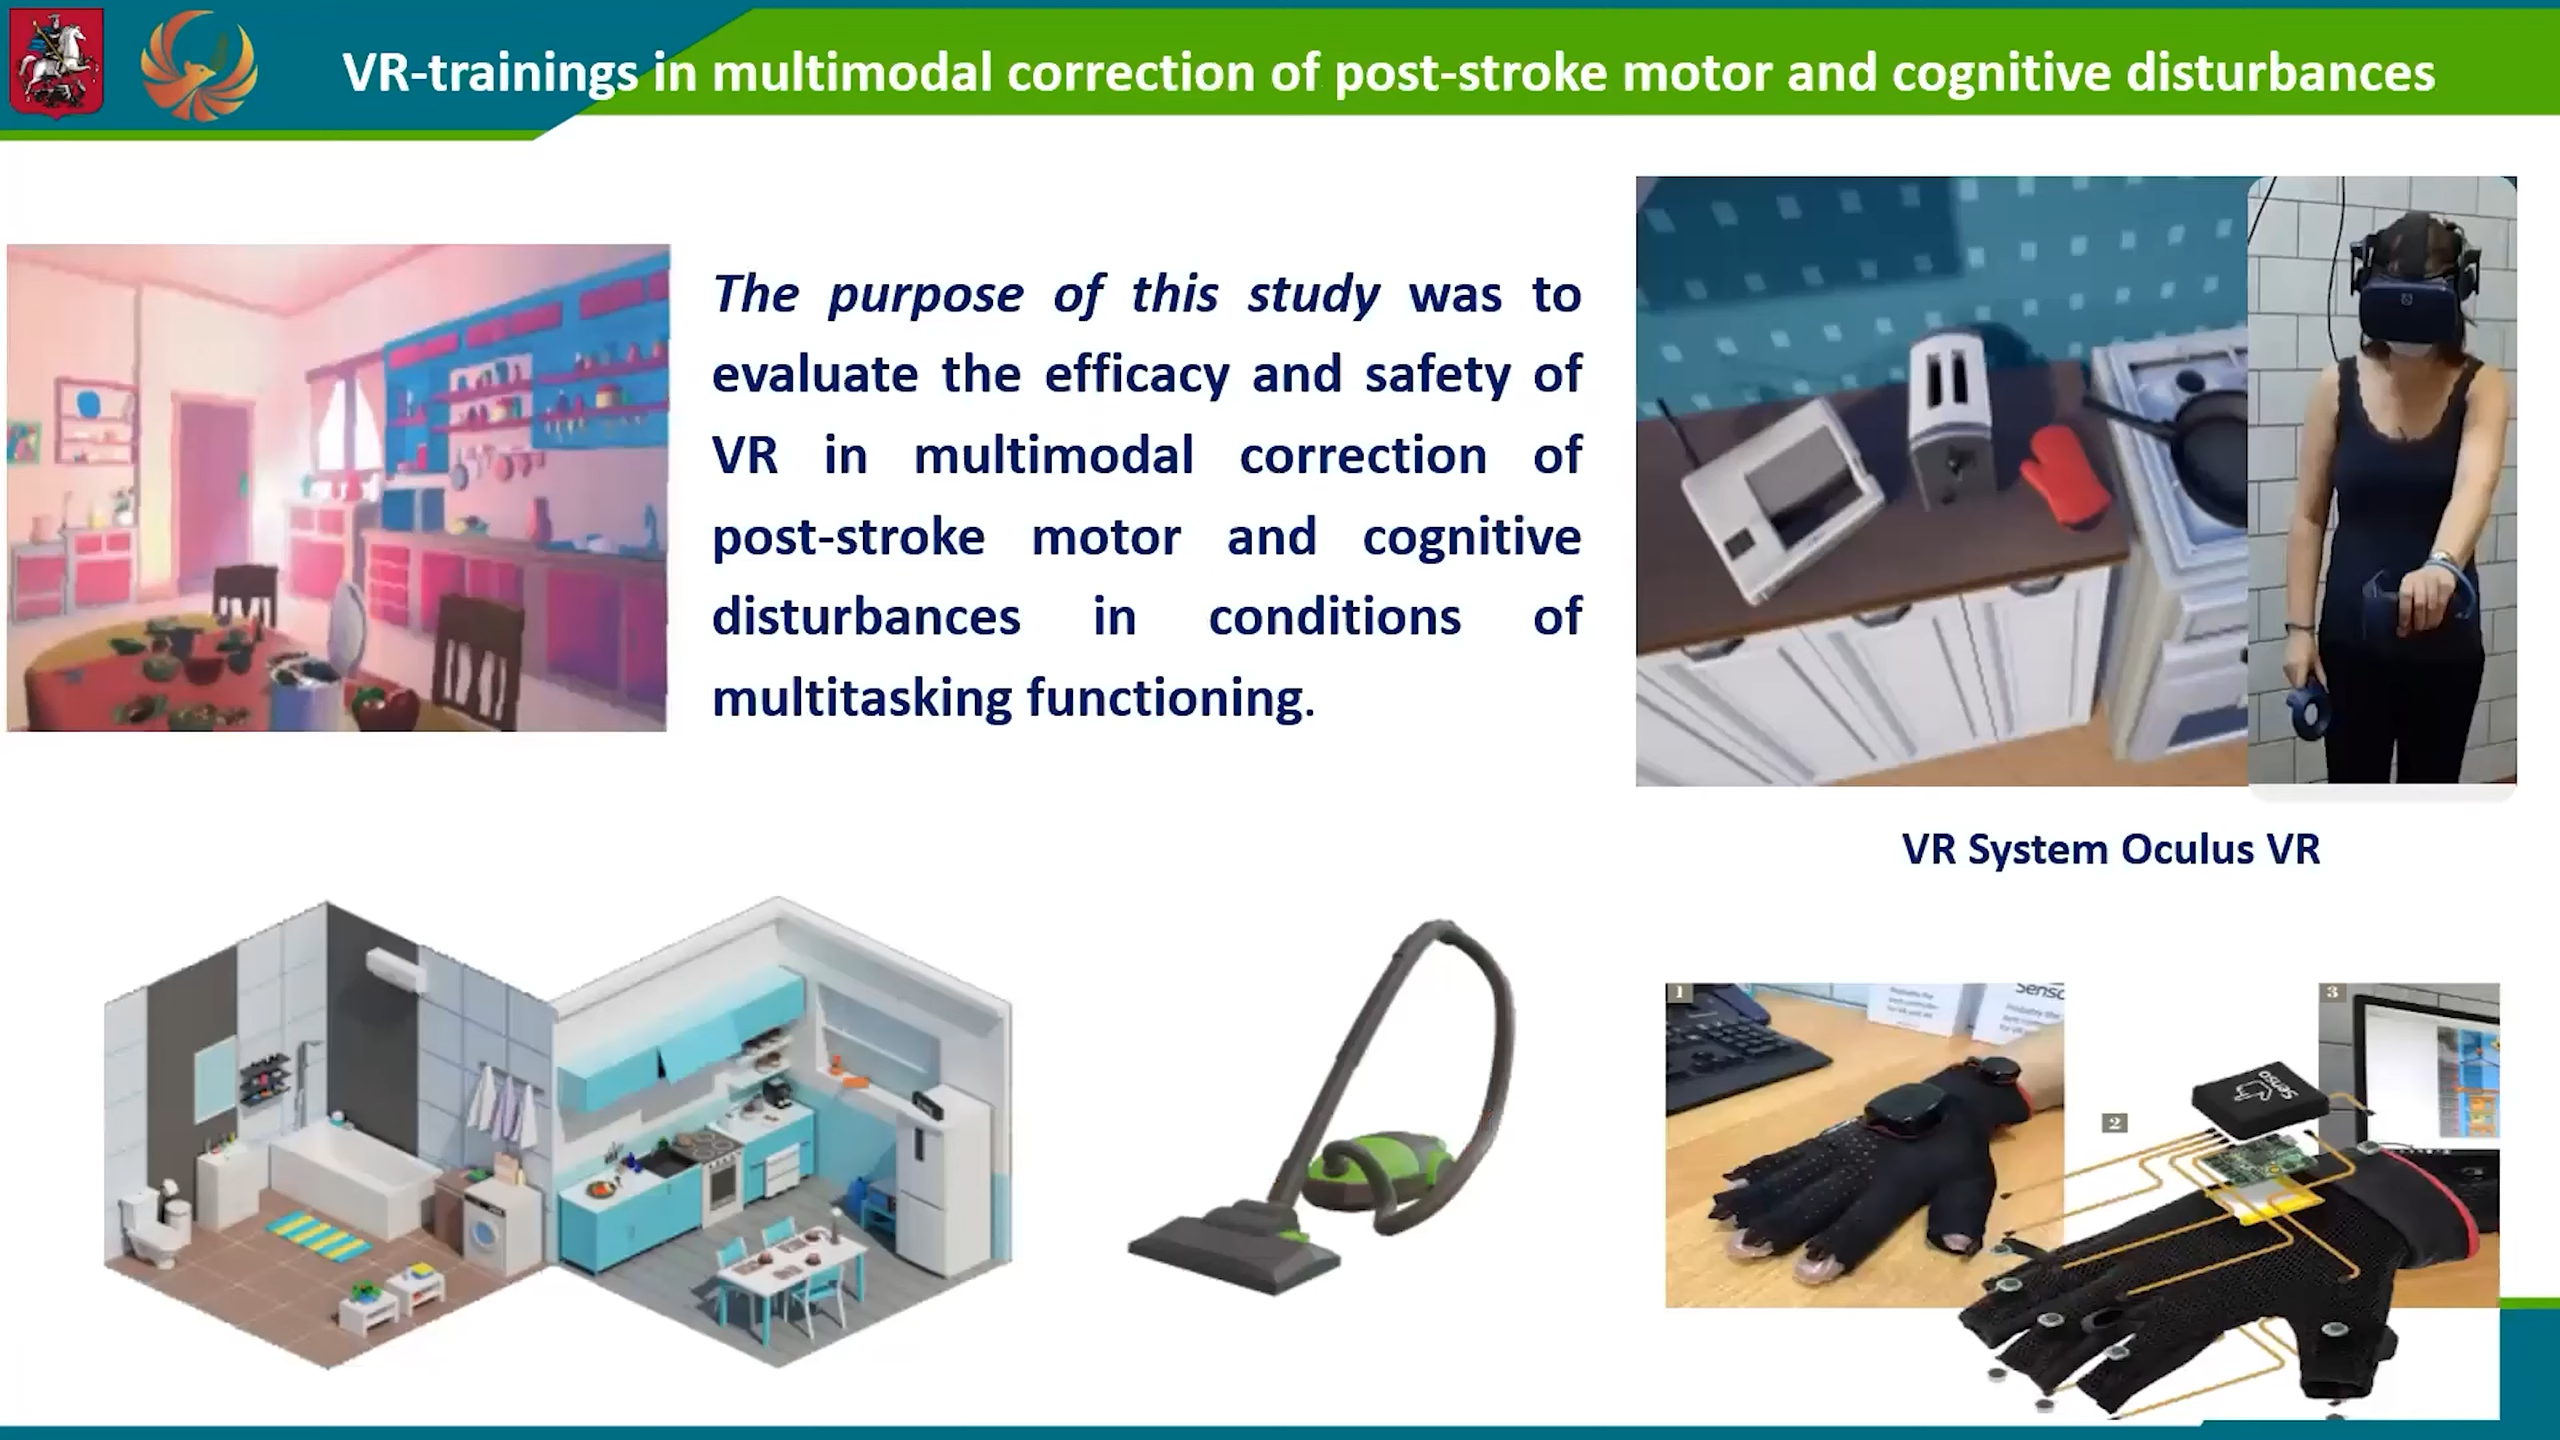 VR-trainings in multimodal correction of post-stroke motor and cognitive disturbances
The purpose of this study was to
evaluate the efficacy and safety of
VR in multimodal correction of
post-stroke motor and cognitive
disturbances in conditions of
multitasking functioning.
VR System Oculus VR
1
3
2
Senso